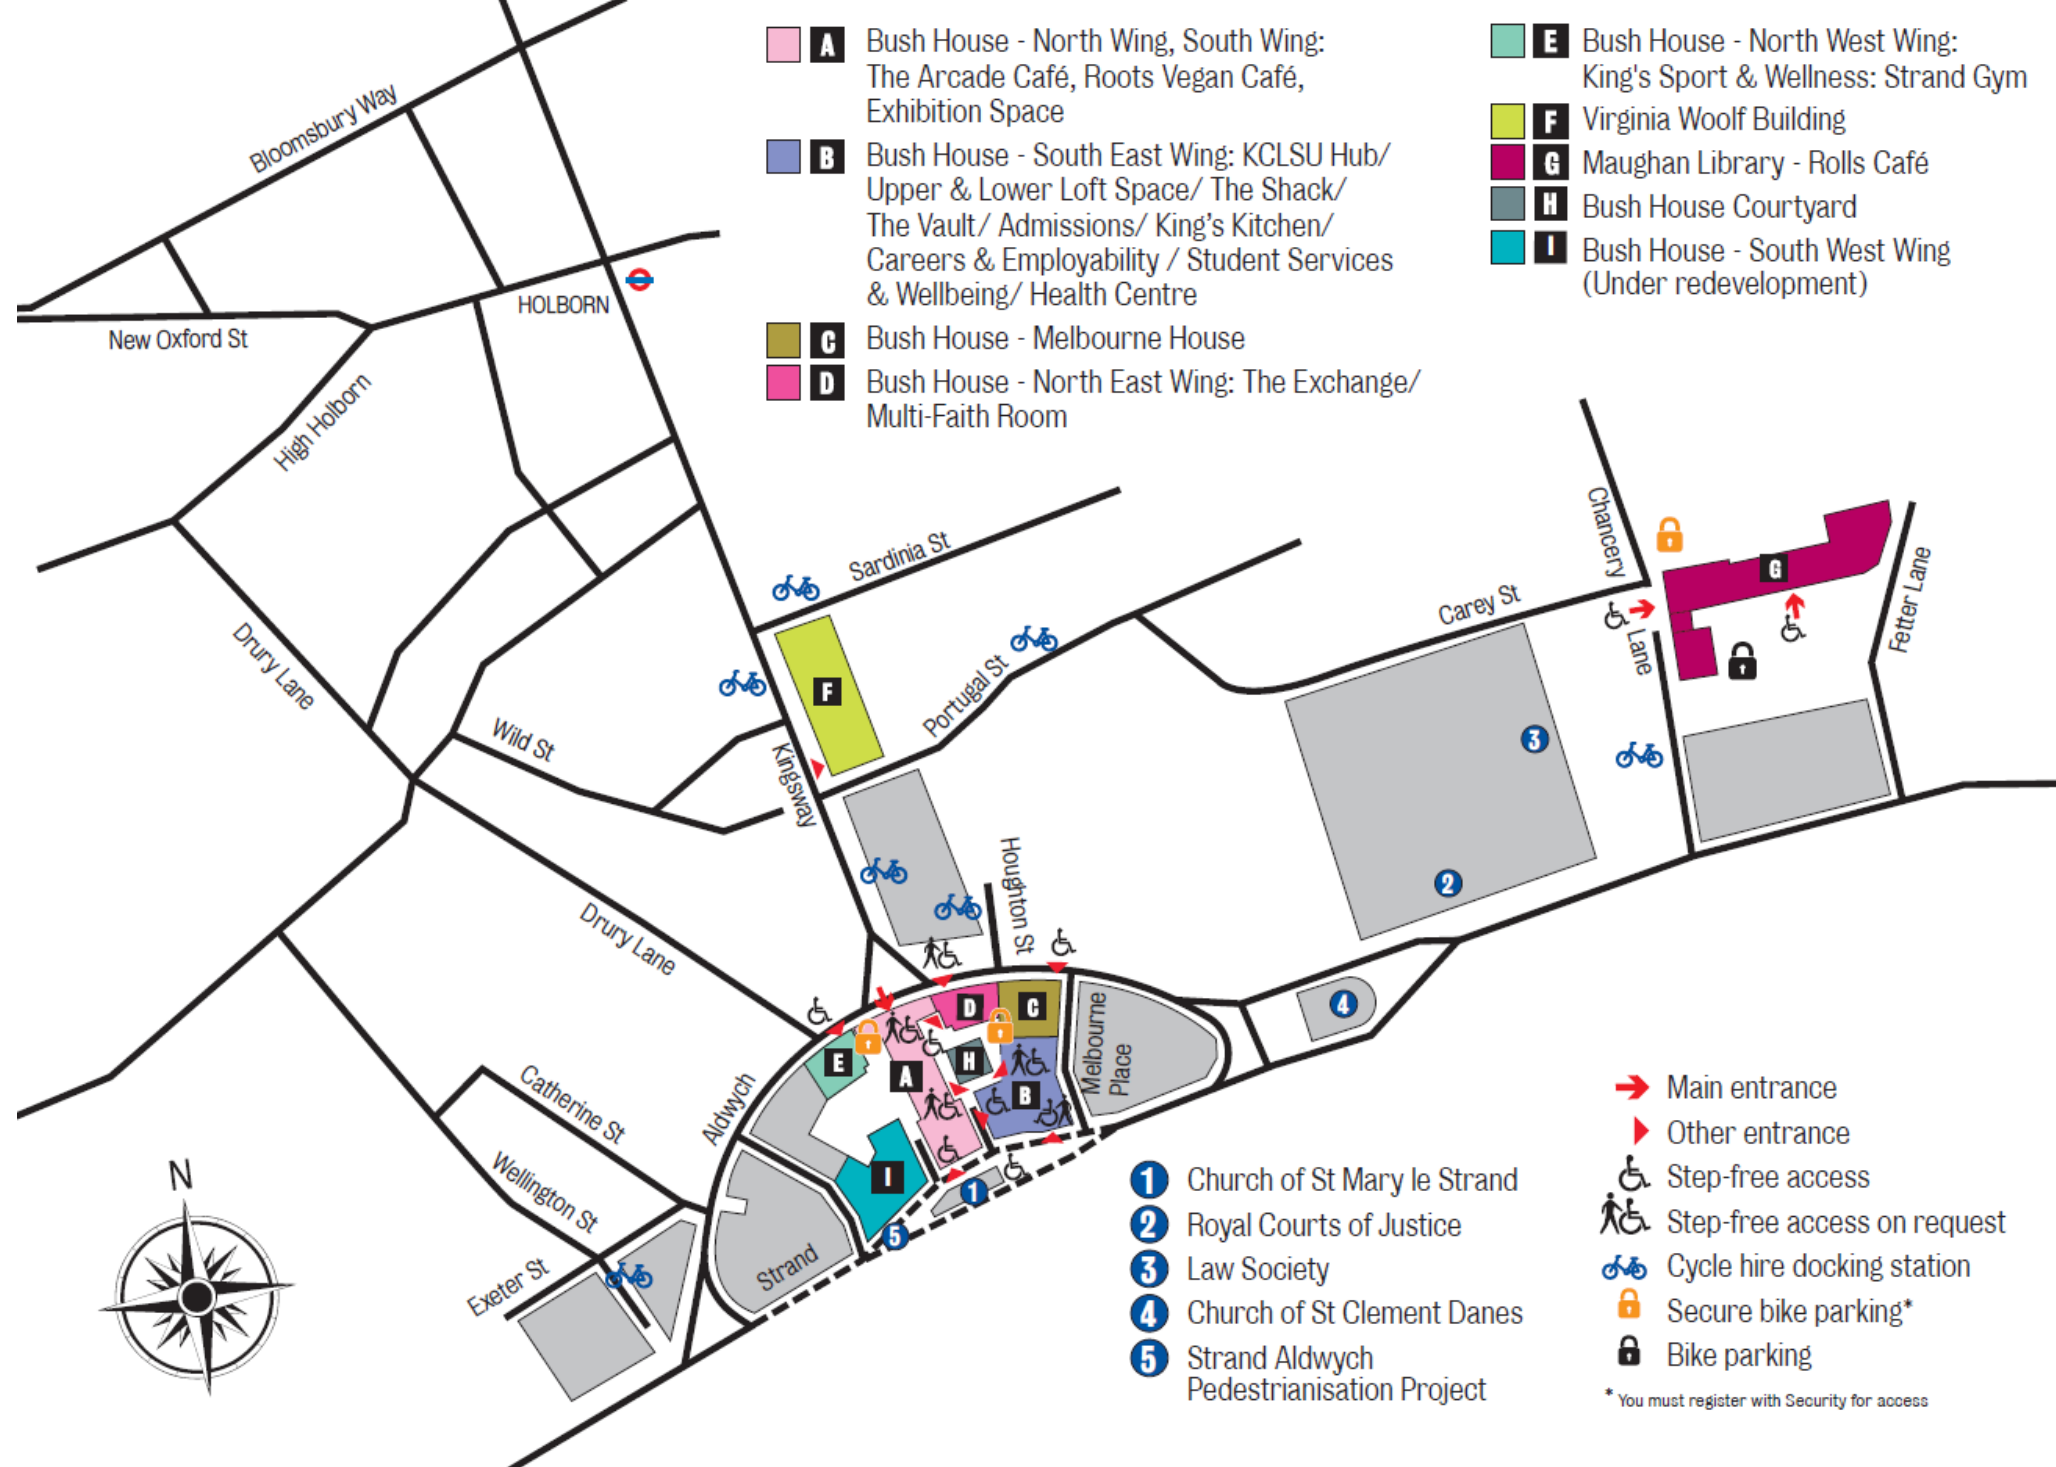 A Bush House - North Wing, South Wing:
The Arcade Café, Roots Vegan Café,
Exhibition Space
B Bush House - South East Wing: KCLSU Hub/
Upper & Lower Loft Space/ The Shack/
The Vault/ Admissions/ King's Kitchen/
Careers & Employability / Student Services
& Wellbeing/ Health Centre
C Bush House - Melbourne House
D Bush House - North East Wing: The Exchange/
Multi-Faith Room
E Bush House - North West Wing:
King's Sport & Wellness: Strand Gym
F Virginia Woolf Building
G Maughan Library - Rolls Café
H Bush House Courtyard
I Bush House - South West Wing
(Under redevelopment)
Bloomsbury Way
HOLBORN
New Oxford St
High Holborn
Drury Lane
Wild St
Kingsway
Sardinia St
Portugal St
Carey St
Chancery
Lane
Fetter Lane
G
F
3
2
Houghton St
Drury Lane
D
C
4
E
A
H
B
Melbourne
Place
Aldwych
I
1
5
Catherine St
Wellington St
Exeter St
Strand
N
1 Church of St Mary le Strand
2 Royal Courts of Justice
3 Law Society
4 Church of St Clement Danes
5 Strand Aldwych
Pedestrianisation Project
Main entrance
Other entrance
Step-free access
Step-free access on request
Cycle hire docking station
Secure bike parking*
Bike parking
* You must register with Security for access